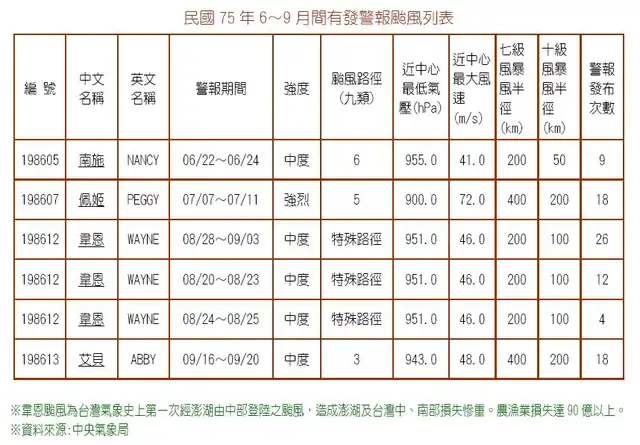 民國 75 年 6～9 月間有發警報颱風列表
編 號 中文名稱 英文名稱 警報期間 強度 颱風路徑(九類) 近中心最低氣壓(hPa) 近中心最大風速(m/s) 七級風暴風半徑(km) 十級風暴風半徑(km) 警報發布次數
198605 南施 NANCY 06/22～06/24 中度 6 955.0 41.0 200 50 9
198607 佩姬 PEGGY 07/07～07/11 強烈 5 900.0 72.0 400 200 18
198612 韋恩 WAYNE 08/28～09/03 中度 特殊路徑 951.0 46.0 200 100 26
198612 韋恩 WAYNE 08/20～08/23 中度 特殊路徑 951.0 46.0 200 100 12
198612 韋恩 WAYNE 08/24～08/25 中度 特殊路徑 951.0 46.0 200 100 4
198613 艾貝 ABBY 09/16～09/20 中度 3 943.0 48.0 400 200 18
※韋恩颱風為台灣氣象史上第一次經澎湖由中部登陸之颱風，造成澎湖及台灣中、南部損失慘重。農漁業損失達 90 億以上。
※資料來源:中央氣象局